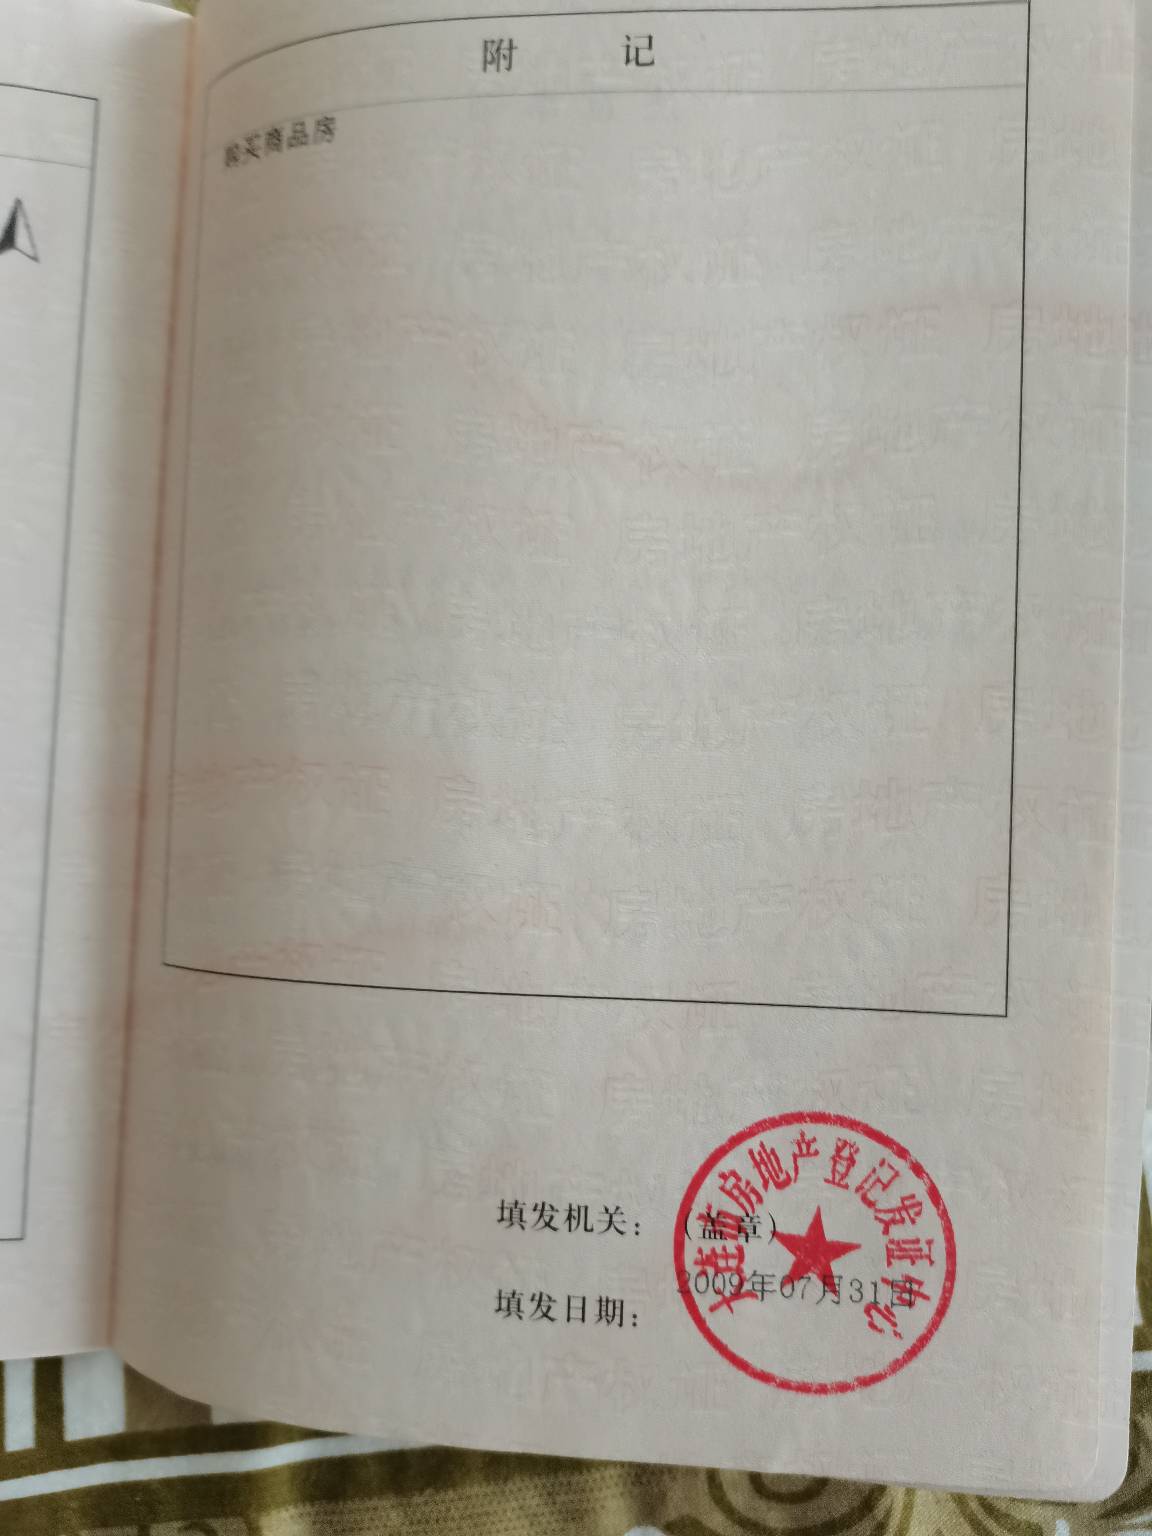 附 记
购买商品房
填发机关：（盖章）
大连市房地产登记发证中心
2009年07月31日
填发日期：